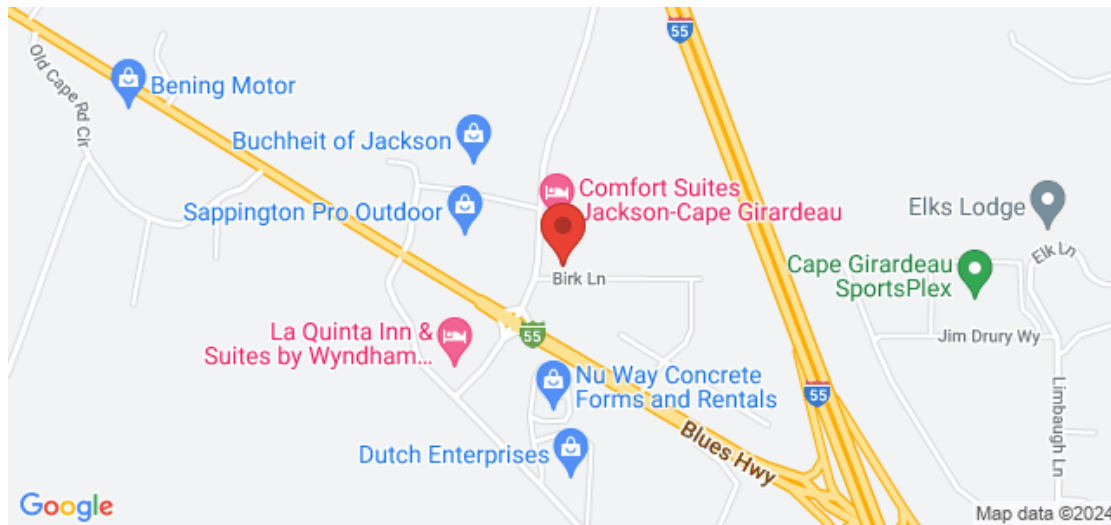 55
Old Cape Rd Cir
Bening Motor
Buchheit of Jackson
Comfort Suites
Jackson-Cape Girardeau
Sappington Pro Outdoor
Elks Lodge
Elk Ln
Cape Girardeau
SportsPlex
Birk Ln
55
La Quinta Inn &
Suites by Wyndham...
Jim Drury Wy
Nu Way Concrete
Forms and Rentals
55
Limbaugh Ln
Blues Hwy
Dutch Enterprises
Google
Map data ©2024